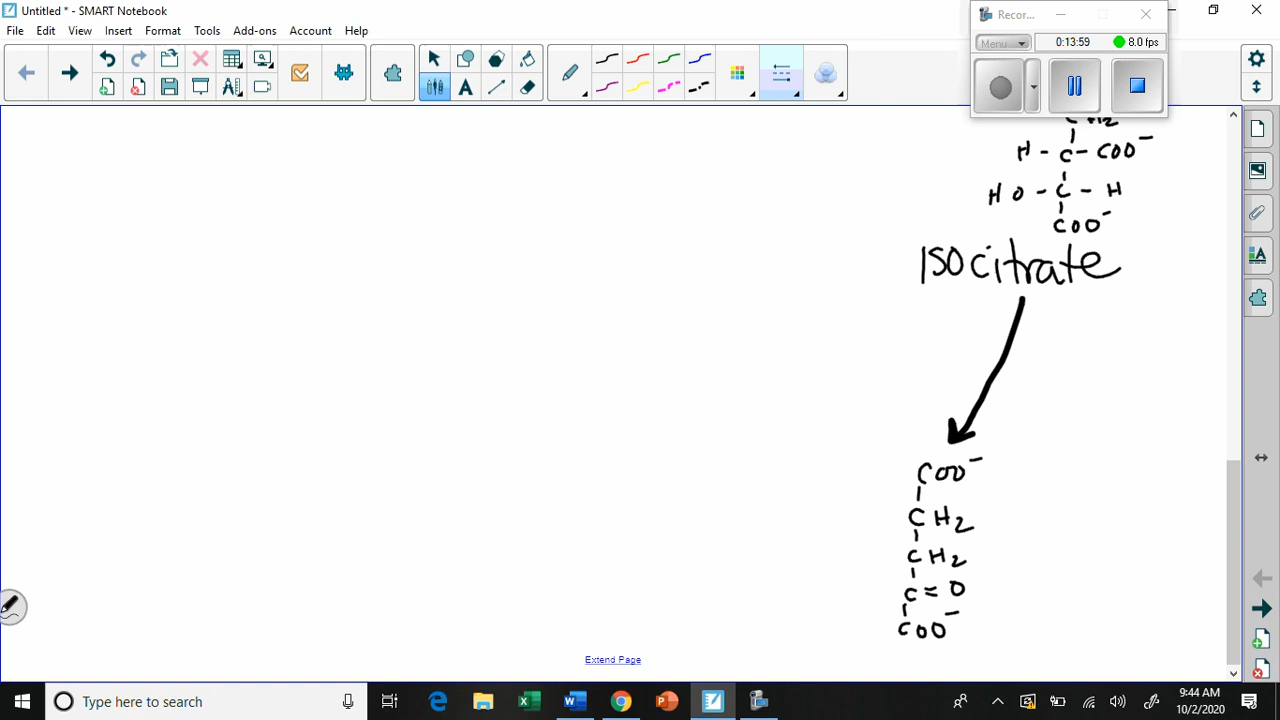 Untitled * - SMART Notebook
File Edit View Insert Format Tools Add-ons Account Help
Recor...
Menu
0:13:59
8.0 fps
CH2
H - C - COO-
HO - C - H
COO-
Isocitrate
COO-
CH2
CH2
C = O
COO-
Extend Page
Type here to search
9:44 AM
10/2/2020